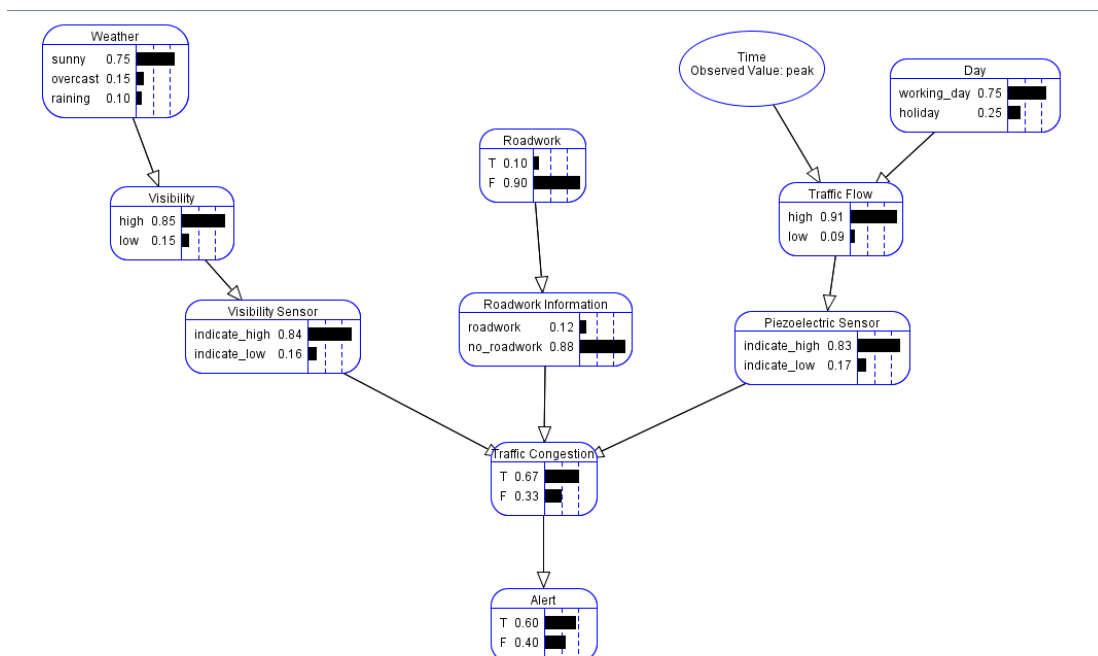 Weather
sunny 0.75
overcast 0.15
raining 0.10
Time
Observed Value: peak
Day
working_day 0.75
holiday 0.25
Roadwork
T 0.10
F 0.90
Visibility
high 0.85
low 0.15
Traffic Flow
high 0.91
low 0.09
Visibility Sensor
indicate_high 0.84
indicate_low 0.16
Roadwork Information
roadwork 0.12
no_roadwork 0.88
Piezoelectric Sensor
indicate_high 0.83
indicate_low 0.17
Traffic Congestion
T 0.67
F 0.33
Alert
T 0.60
F 0.40